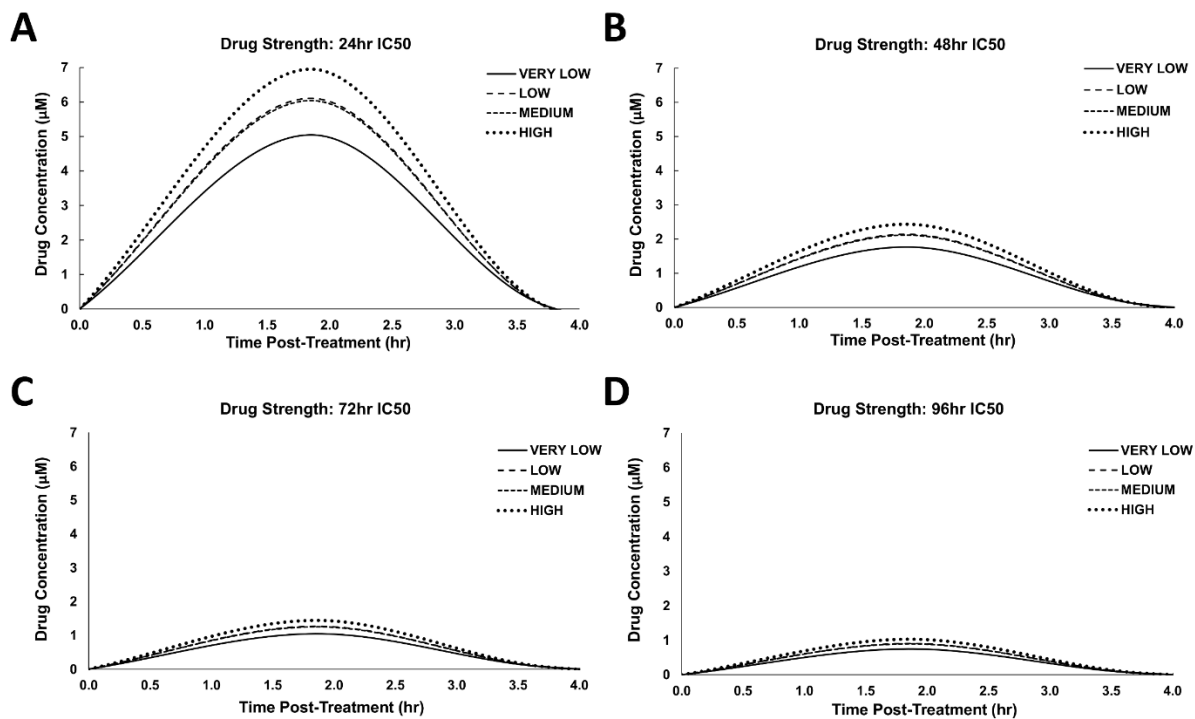 A
Drug Strength: 24hr IC50
Drug Concentration (µM)
7
6
5
4
3
2
1
0
VERY LOW
LOW
MEDIUM
HIGH
0.0 0.5 1.0 1.5 2.0 2.5 3.0 3.5 4.0
Time Post-Treatment (hr)
B
Drug Strength: 48hr IC50
Drug Concentration (µM)
7
6
5
4
3
2
1
0
VERY LOW
LOW
MEDIUM
HIGH
0.0 0.5 1.0 1.5 2.0 2.5 3.0 3.5 4.0
Time Post-Treatment (hr)
C
Drug Strength: 72hr IC50
Drug Concentration (µM)
7
6
5
4
3
2
1
0
VERY LOW
LOW
MEDIUM
HIGH
0.0 0.5 1.0 1.5 2.0 2.5 3.0 3.5 4.0
Time Post-Treatment (hr)
D
Drug Strength: 96hr IC50
Drug Concentration (µM)
7
6
5
4
3
2
1
0
VERY LOW
LOW
MEDIUM
HIGH
0.0 0.5 1.0 1.5 2.0 2.5 3.0 3.5 4.0
Time Post-Treatment (hr)